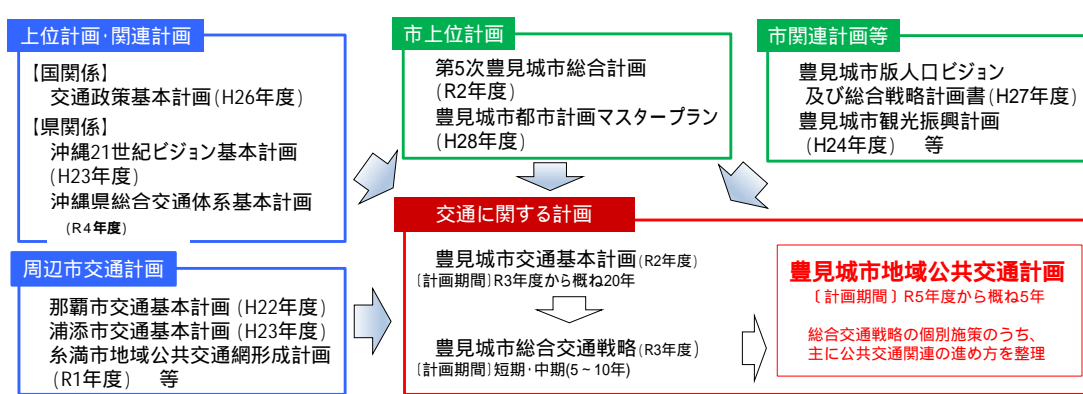 上位計画・関連計画
【国関係】
交通政策基本計画(H26年度)
【県関係】
沖縄21世紀ビジョン基本計画
(H23年度)
沖縄県総合交通体系基本計画
(R4年度)
周辺市交通計画
那覇市交通基本計画 (H22年度)
浦添市交通基本計画 (H23年度)
糸満市地域公共交通網形成計画
(R1年度) 等
市上位計画
第5次豊見城市総合計画
(R2年度)
豊見城市都市計画マスタープラン
(H28年度)
市関連計画等
豊見城市版人口ビジョン
及び総合戦略計画書(H27年度)
豊見城市観光振興計画
(H24年度) 等
交通に関する計画
豊見城市交通基本計画(R2年度)
〔計画期間〕R3年度から概ね20年
豊見城市総合交通戦略(R3年度)
〔計画期間〕短期・中期(5~10年)
豊見城市地域公共交通計画
〔計画期間〕R5年度から概ね5年
総合交通戦略の個別施策のうち、
主に公共交通関連の進め方を整理